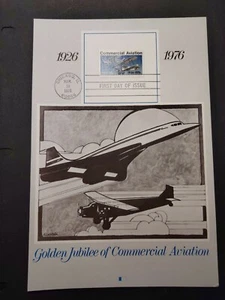 1926
1976
Commercial Aviation
FIRST DAY OF ISSUE
Golden Jubilee of Commercial Aviation